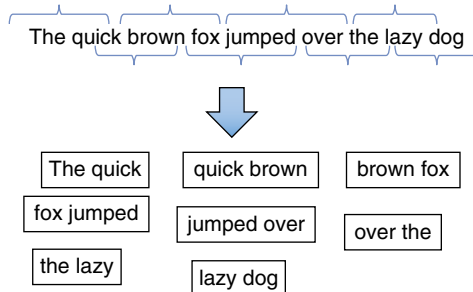 The quick brown fox jumped over the lazy dog
The quick
quick brown
brown fox
fox jumped
jumped over
over the
the lazy
lazy dog